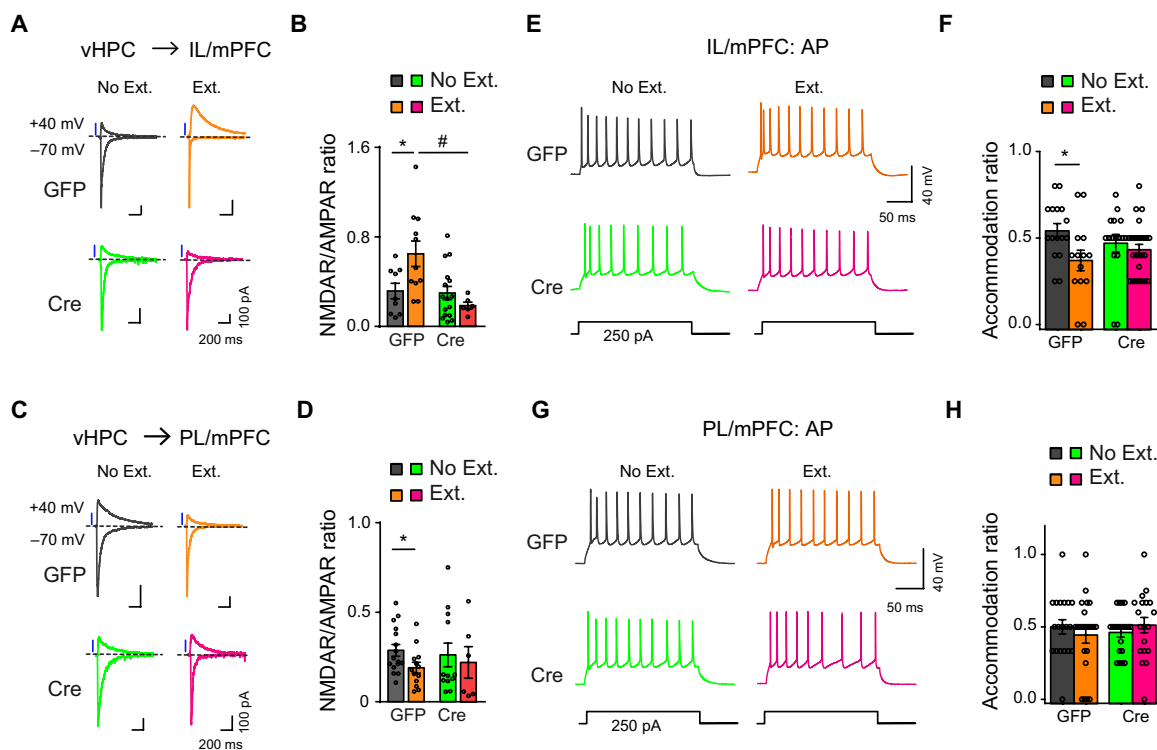 A
vHPC → IL/mPFC
No Ext. Ext.
+40 mV
–70 mV
GFP
Cre
100 pA
200 ms
B
No Ext.
Ext.
NMDAR/AMPAR ratio
1.6
* #
0.8
0.0
GFP Cre
E
IL/mPFC: AP
No Ext. Ext.
GFP
40 mV
50 ms
Cre
250 pA
F
No Ext.
Ext.
Accommodation ratio
1.0
*
0.5
0.0
GFP Cre
C
vHPC → PL/mPFC
No Ext. Ext.
+40 mV
–70 mV
GFP
Cre
100 pA
200 ms
D
No Ext.
Ext.
NMDAR/AMPAR ratio
1.0
*
0.5
0.0
GFP Cre
G
PL/mPFC: AP
No Ext. Ext.
GFP
40 mV
50 ms
Cre
250 pA
H
No Ext.
Ext.
Accommodation ratio
1.0
0.5
0.0
GFP Cre